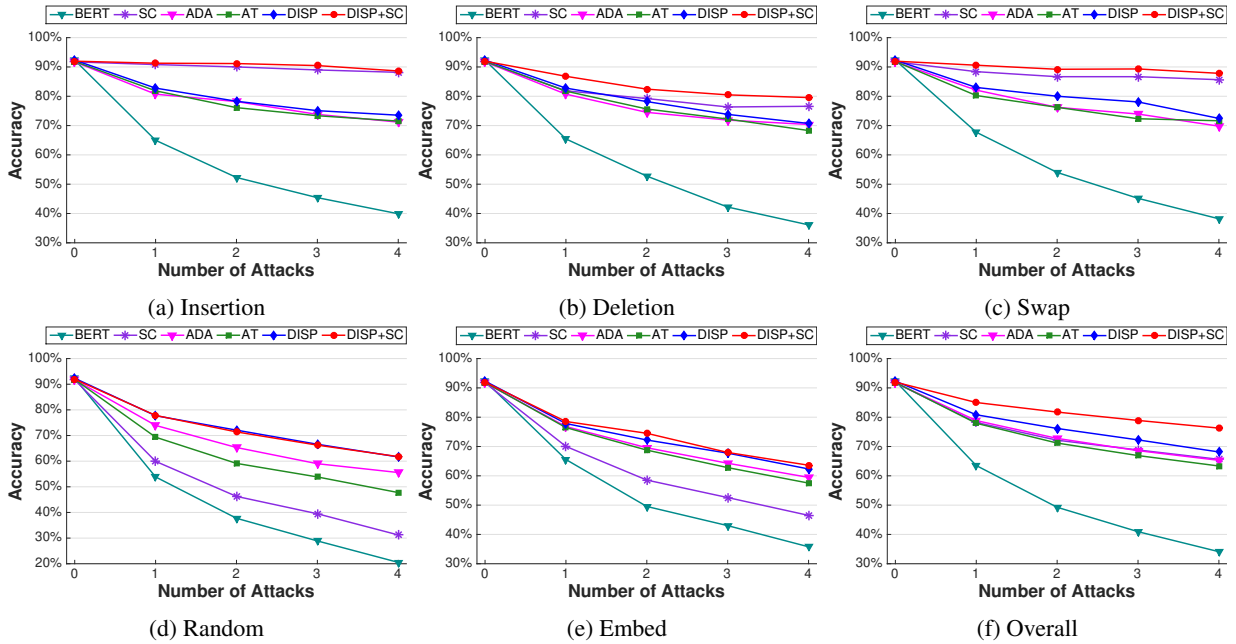 BERT SC ADA AT DISP DISP+SC
100%
90%
80%
70%
60%
50%
40%
30%
Accuracy
0 1 2 3 4
Number of Attacks
(a) Insertion
BERT SC ADA AT DISP DISP+SC
100%
90%
80%
70%
60%
50%
40%
30%
Accuracy
0 1 2 3 4
Number of Attacks
(b) Deletion
BERT SC ADA AT DISP DISP+SC
100%
90%
80%
70%
60%
50%
40%
30%
Accuracy
0 1 2 3 4
Number of Attacks
(c) Swap
BERT SC ADA AT DISP DISP+SC
100%
90%
80%
70%
60%
50%
40%
30%
20%
Accuracy
0 1 2 3 4
Number of Attacks
(d) Random
BERT SC ADA AT DISP DISP+SC
100%
90%
80%
70%
60%
50%
40%
30%
Accuracy
0 1 2 3 4
Number of Attacks
(e) Embed
BERT SC ADA AT DISP DISP+SC
100%
90%
80%
70%
60%
50%
40%
30%
Accuracy
0 1 2 3 4
Number of Attacks
(f) Overall